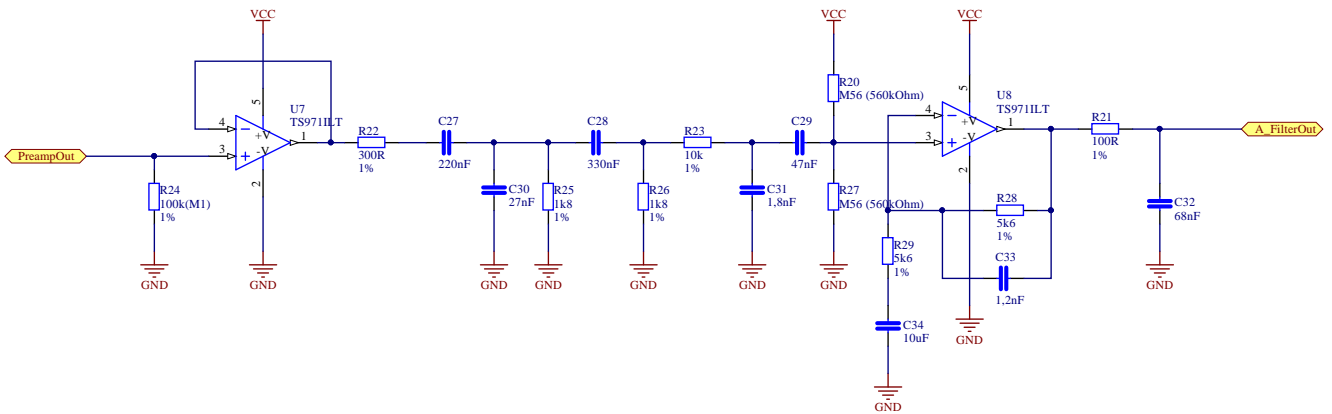 VCC
VCC
VCC
U7
TS971ILT
4
3
5
+V
-V
2
1
PreampOut
R24
100k(M1)
1%
GND
GND
R22
300R
1%
C27
220nF
C30
27nF
GND
R25
1k8
1%
GND
C28
330nF
R26
1k8
1%
GND
R23
10k
1%
C31
1,8nF
GND
C29
47nF
R20
M56 (560kOhm)
R27
M56 (560kOhm)
GND
U8
TS971ILT
4
3
5
+V
-V
2
1
R28
5k6
1%
C33
1,2nF
R29
5k6
1%
C34
10uF
GND
GND
R21
100R
1%
C32
68nF
GND
A_FilterOut